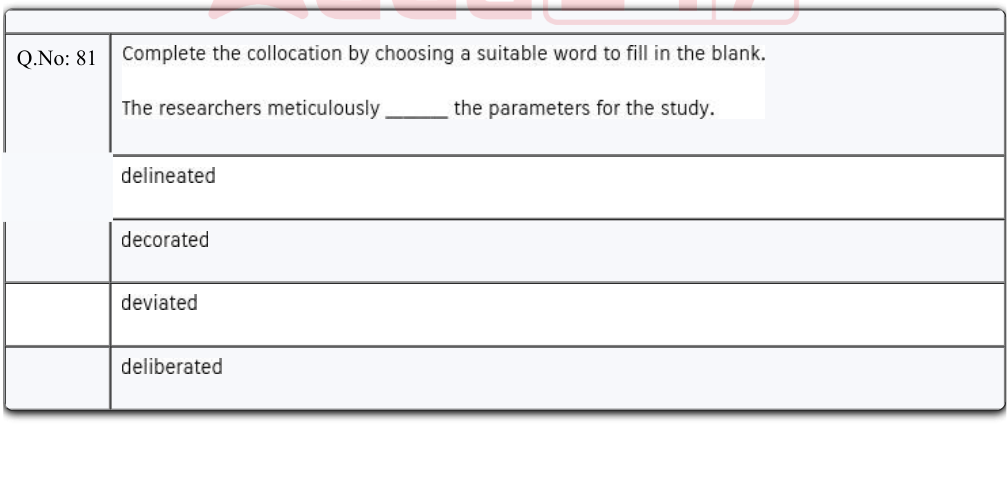 Q.No: 81
Complete the collocation by choosing a suitable word to fill in the blank.
The researchers meticulously ______ the parameters for the study.
delineated
decorated
deviated
deliberated